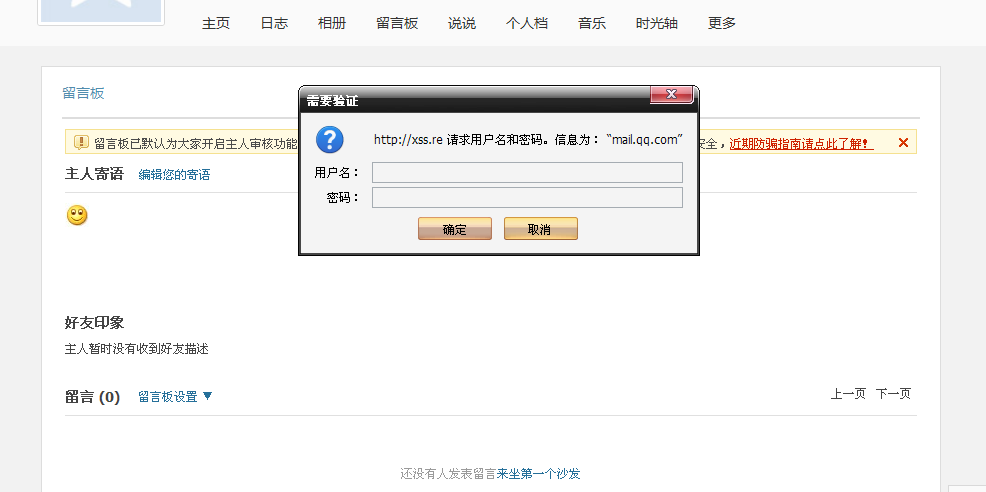 主页 日志 相册 留言板 说说 个人档 音乐 时光轴 更多
留言板
需要验证
http://xss.re 请求用户名和密码。信息为：“mail.qq.com”
用户名：
密码：
确定 取消
留言板已默认为大家开启主人审核功能
安全，近期防骗指南请点此了解！
主人寄语 编辑您的寄语
好友印象
主人暂时没有收到好友描述
留言 (0) 留言板设置 ▼ 上一页 下一页
还没有人发表留言来坐第一个沙发